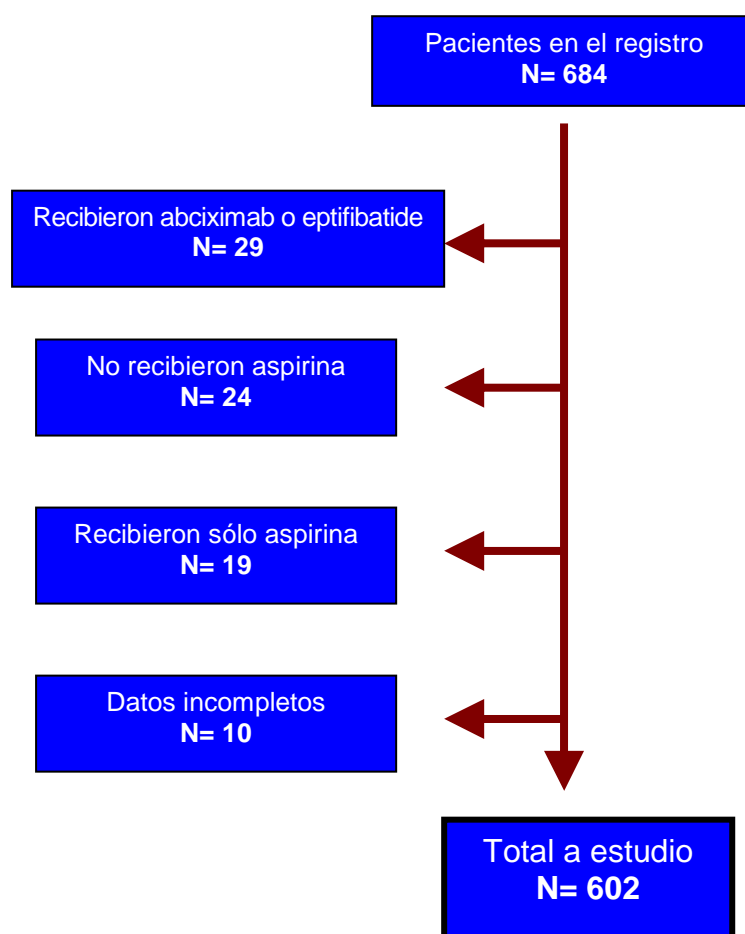 Pacientes en el registro
N= 684
Recibieron abciximab o eptifibatide
N= 29
No recibieron aspirina
N= 24
Recibieron sólo aspirina
N= 19
Datos incompletos
N= 10
Total a estudio
N= 602